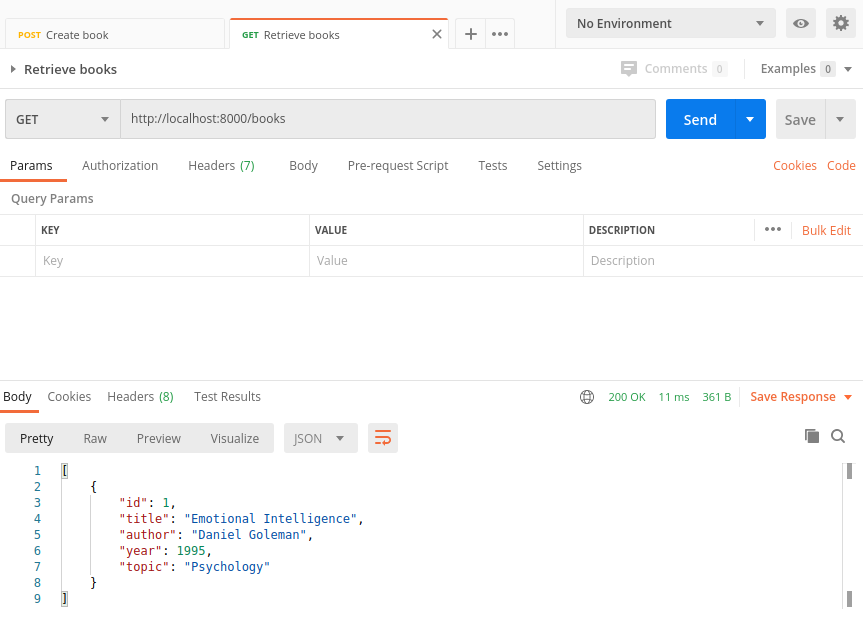 POST Create book GET Retrieve books No Environment
Retrieve books Comments 0 Examples 0
GET http://localhost:8000/books Send Save
Params Authorization Headers (7) Body Pre-request Script Tests Settings Cookies Code
Query Params
KEY VALUE DESCRIPTION Bulk Edit
Key Value Description
Body Cookies Headers (8) Test Results 200 OK 11 ms 361 B Save Response
Pretty Raw Preview Visualize JSON
1 [
2 {
3 "id": 1,
4 "title": "Emotional Intelligence",
5 "author": "Daniel Goleman",
6 "year": 1995,
7 "topic": "Psychology"
8 }
9 ]